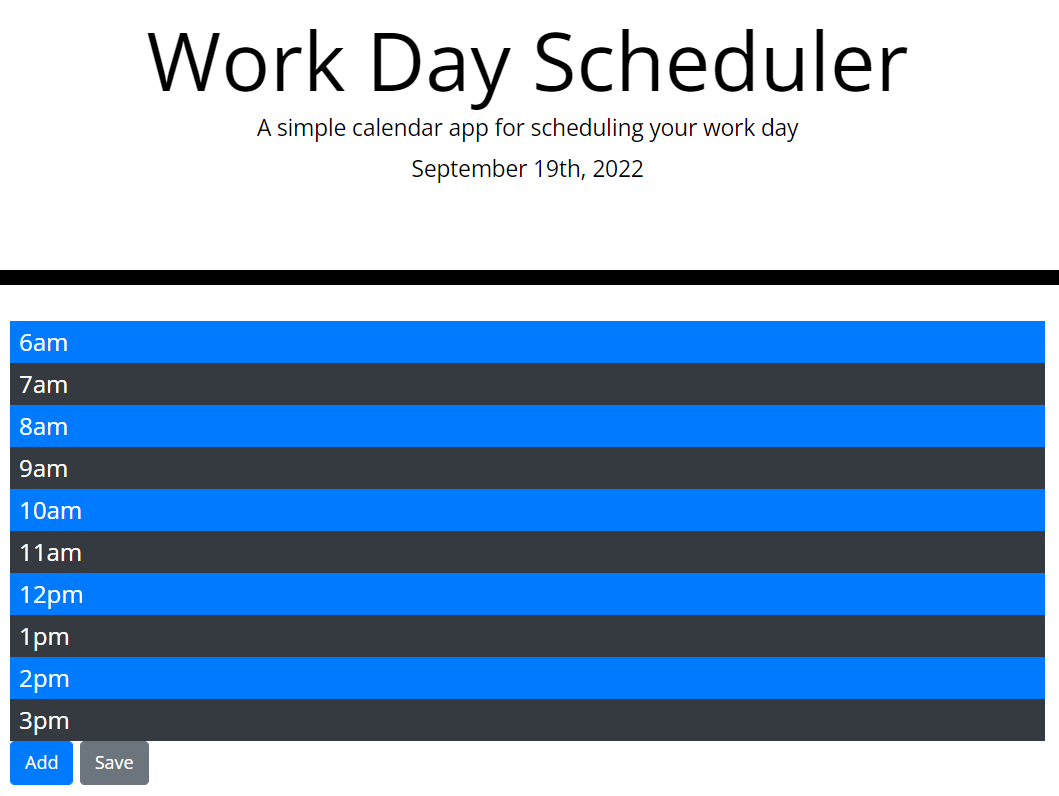 Work Day Scheduler
A simple calendar app for scheduling your work day
September 19th, 2022
6am
7am
8am
9am
10am
11am
12pm
1pm
2pm
3pm
Add Save